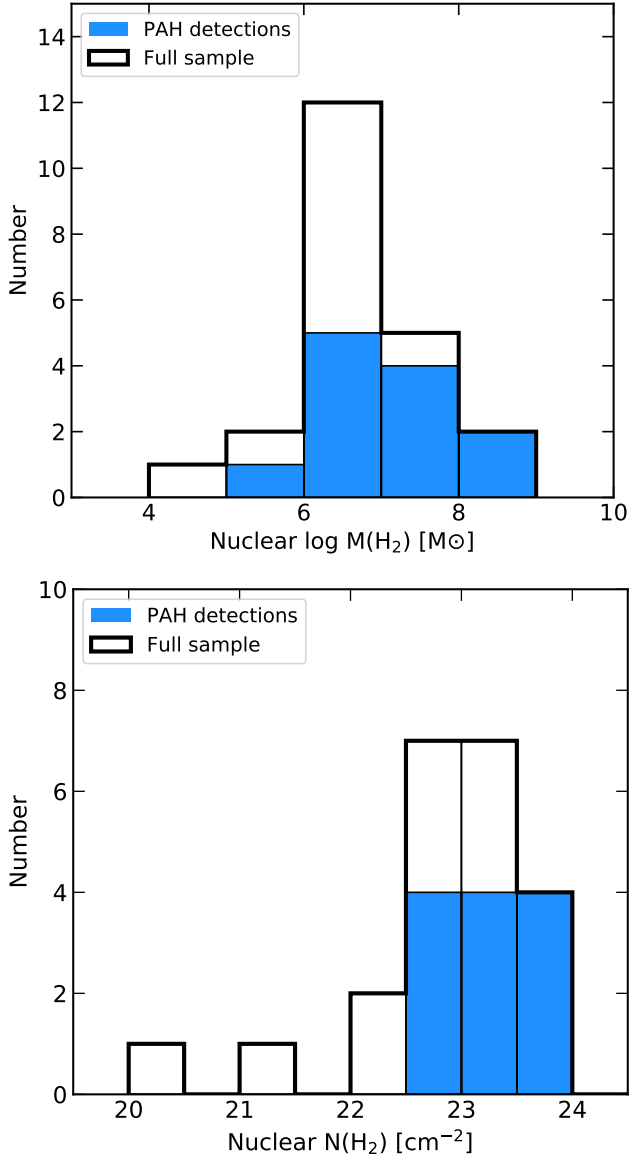 PAH detections
Full sample
14
12
10
8
6
4
2
0
Number
4 6 8 10
Nuclear log M(H₂) [M⊙]
PAH detections
Full sample
10
8
6
4
2
0
Number
20 21 22 23 24
Nuclear N(H₂) [cm⁻²]